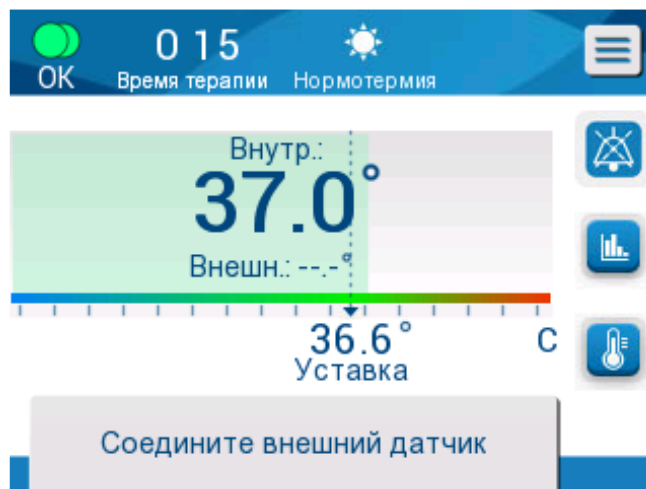 0 15
OK
Время терапии
Нормотермия
Внутр.:
37.0°
Внешн.: --.-°
36.6°
C
Уставка
Соедините внешний датчик